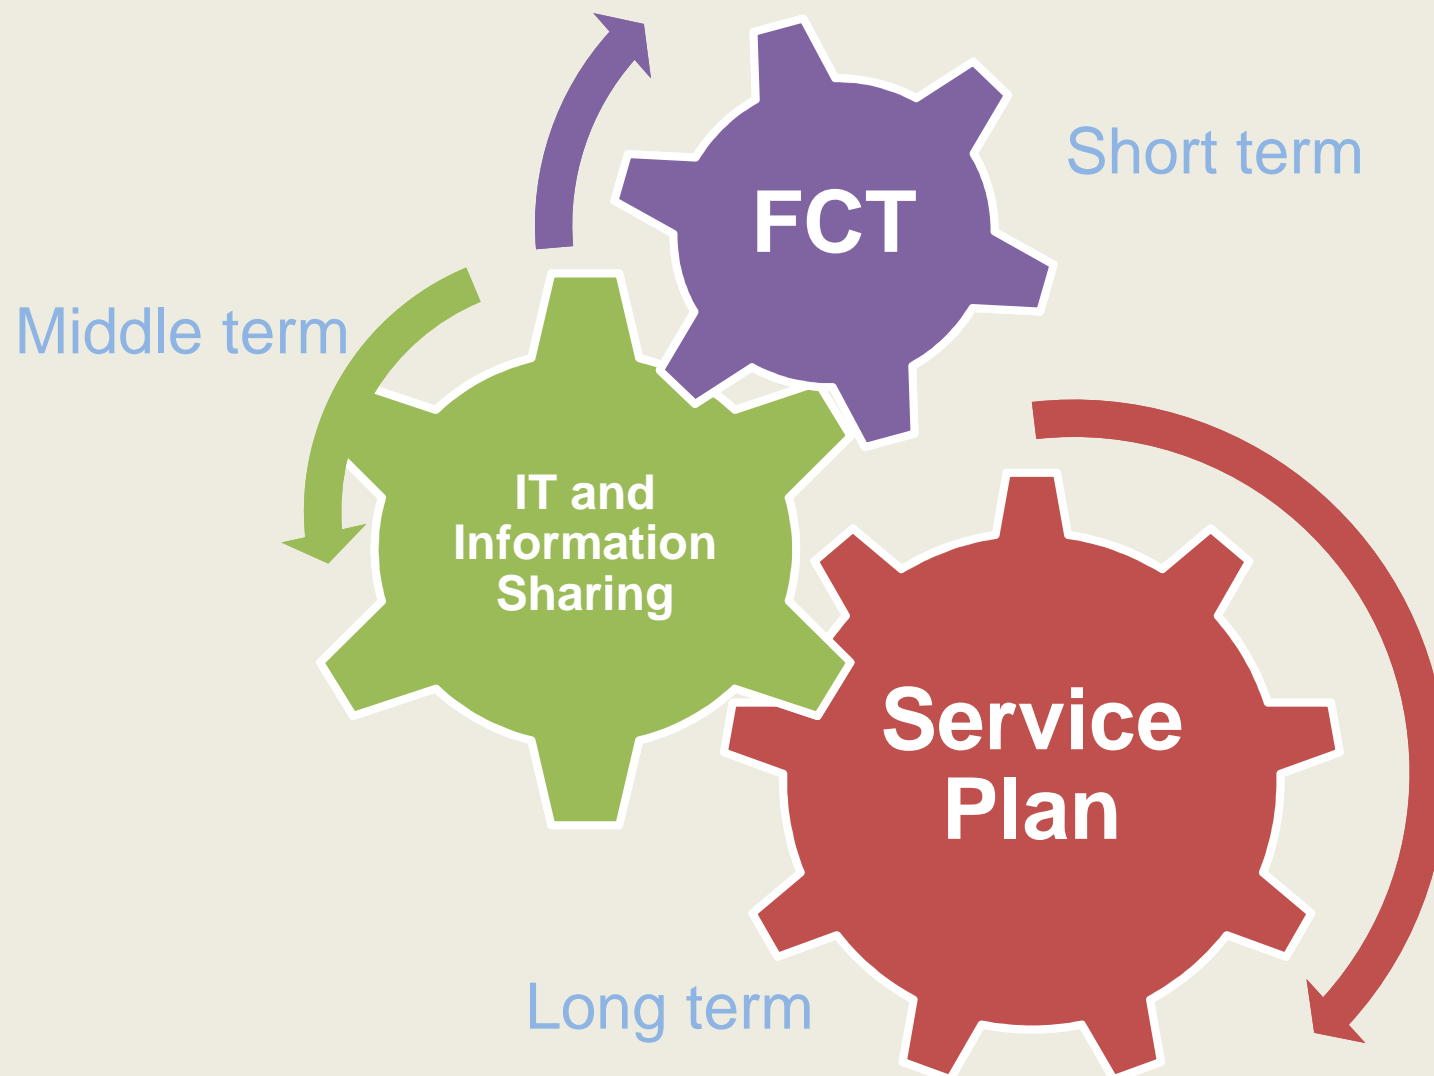 Short term
FCT
Middle term
IT and
Information
Sharing
Service
Plan
Long term